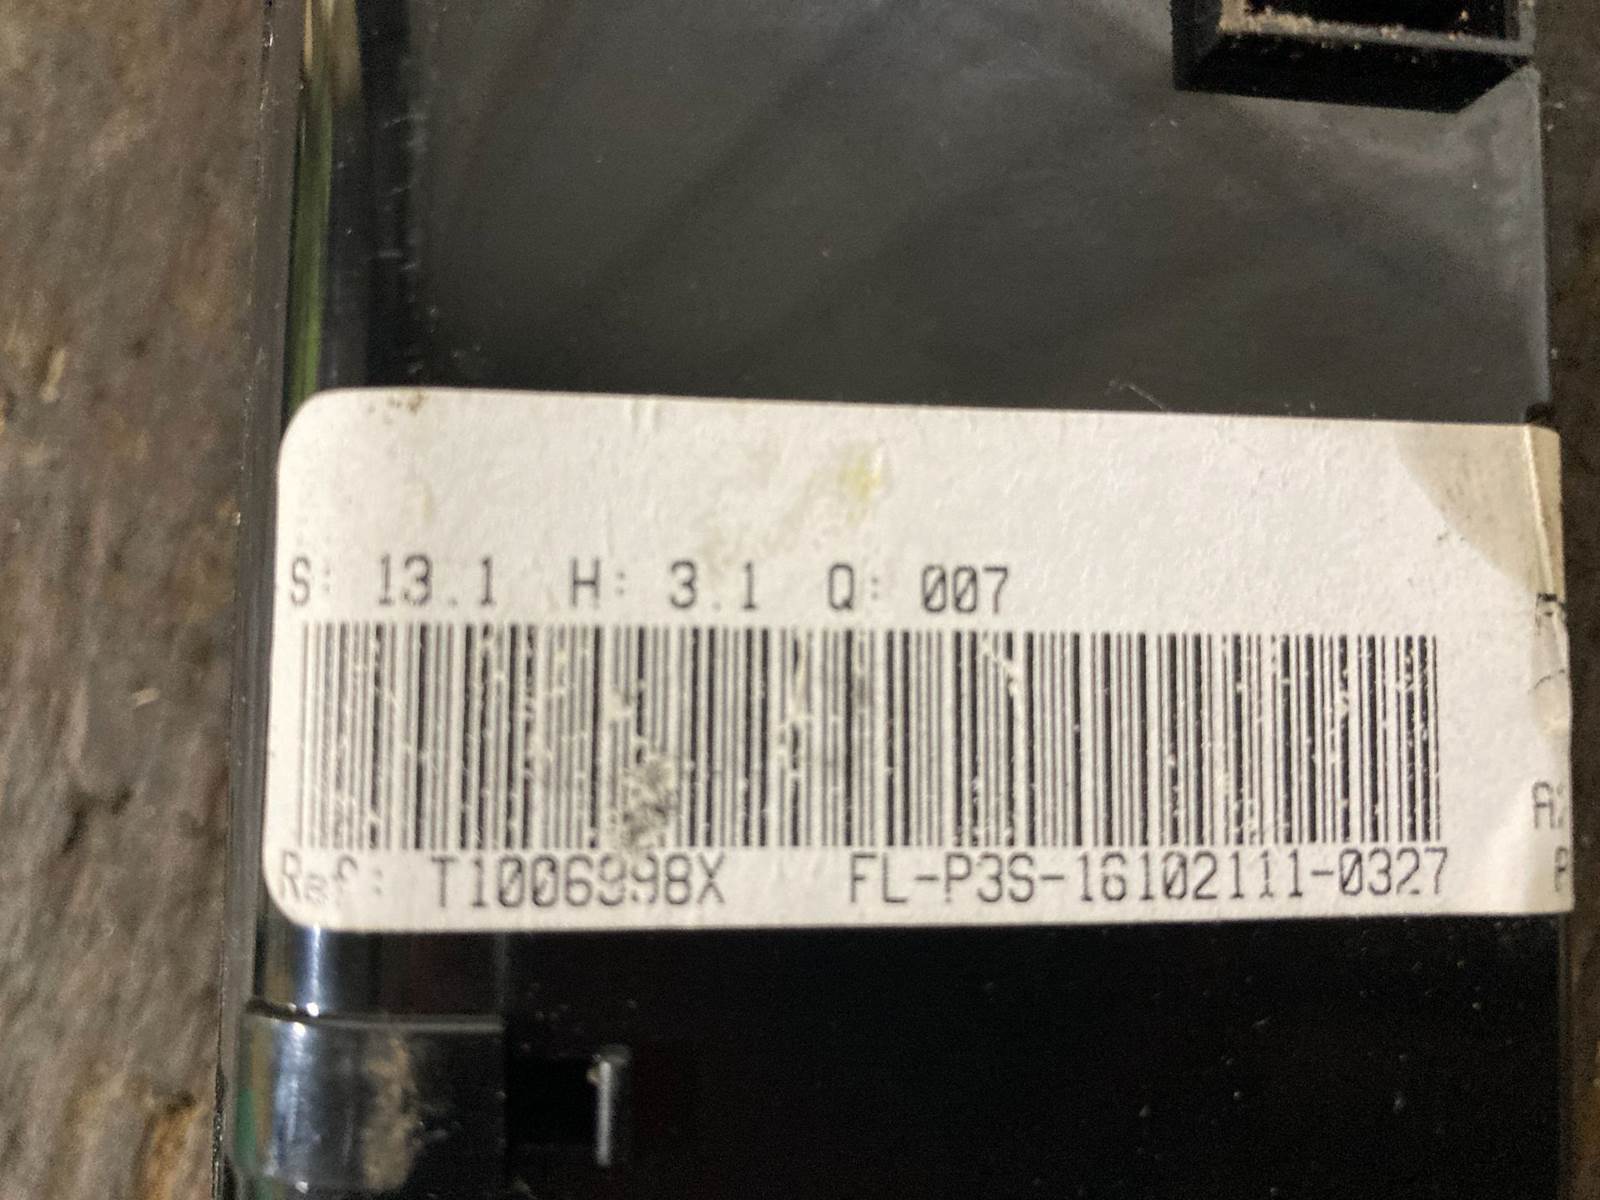 S: 13.1 H: 3.1 Q: 007
Ref: T1006998X FL-P3S-16102111-0327